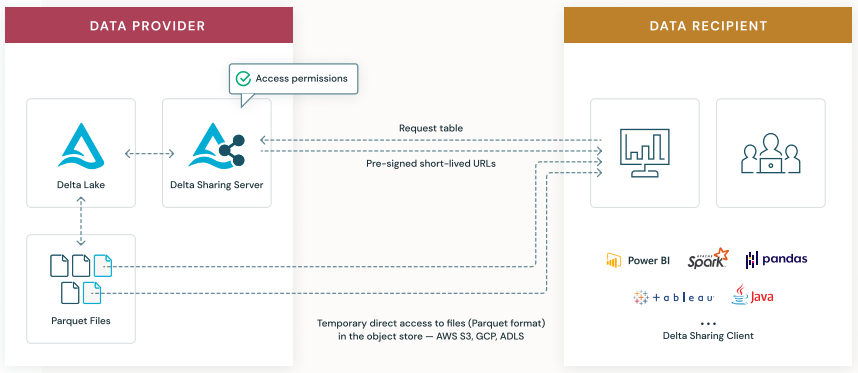 DATA PROVIDER
DATA RECIPIENT
Access permissions
Request table
Pre-signed short-lived URLs
Delta Lake
Delta Sharing Server
Parquet Files
Temporary direct access to files (Parquet format)
in the object store — AWS S3, GCP, ADLS
Power BI
APACHE
Spark
pandas
+ a b l e a u
Java
...
Delta Sharing Client